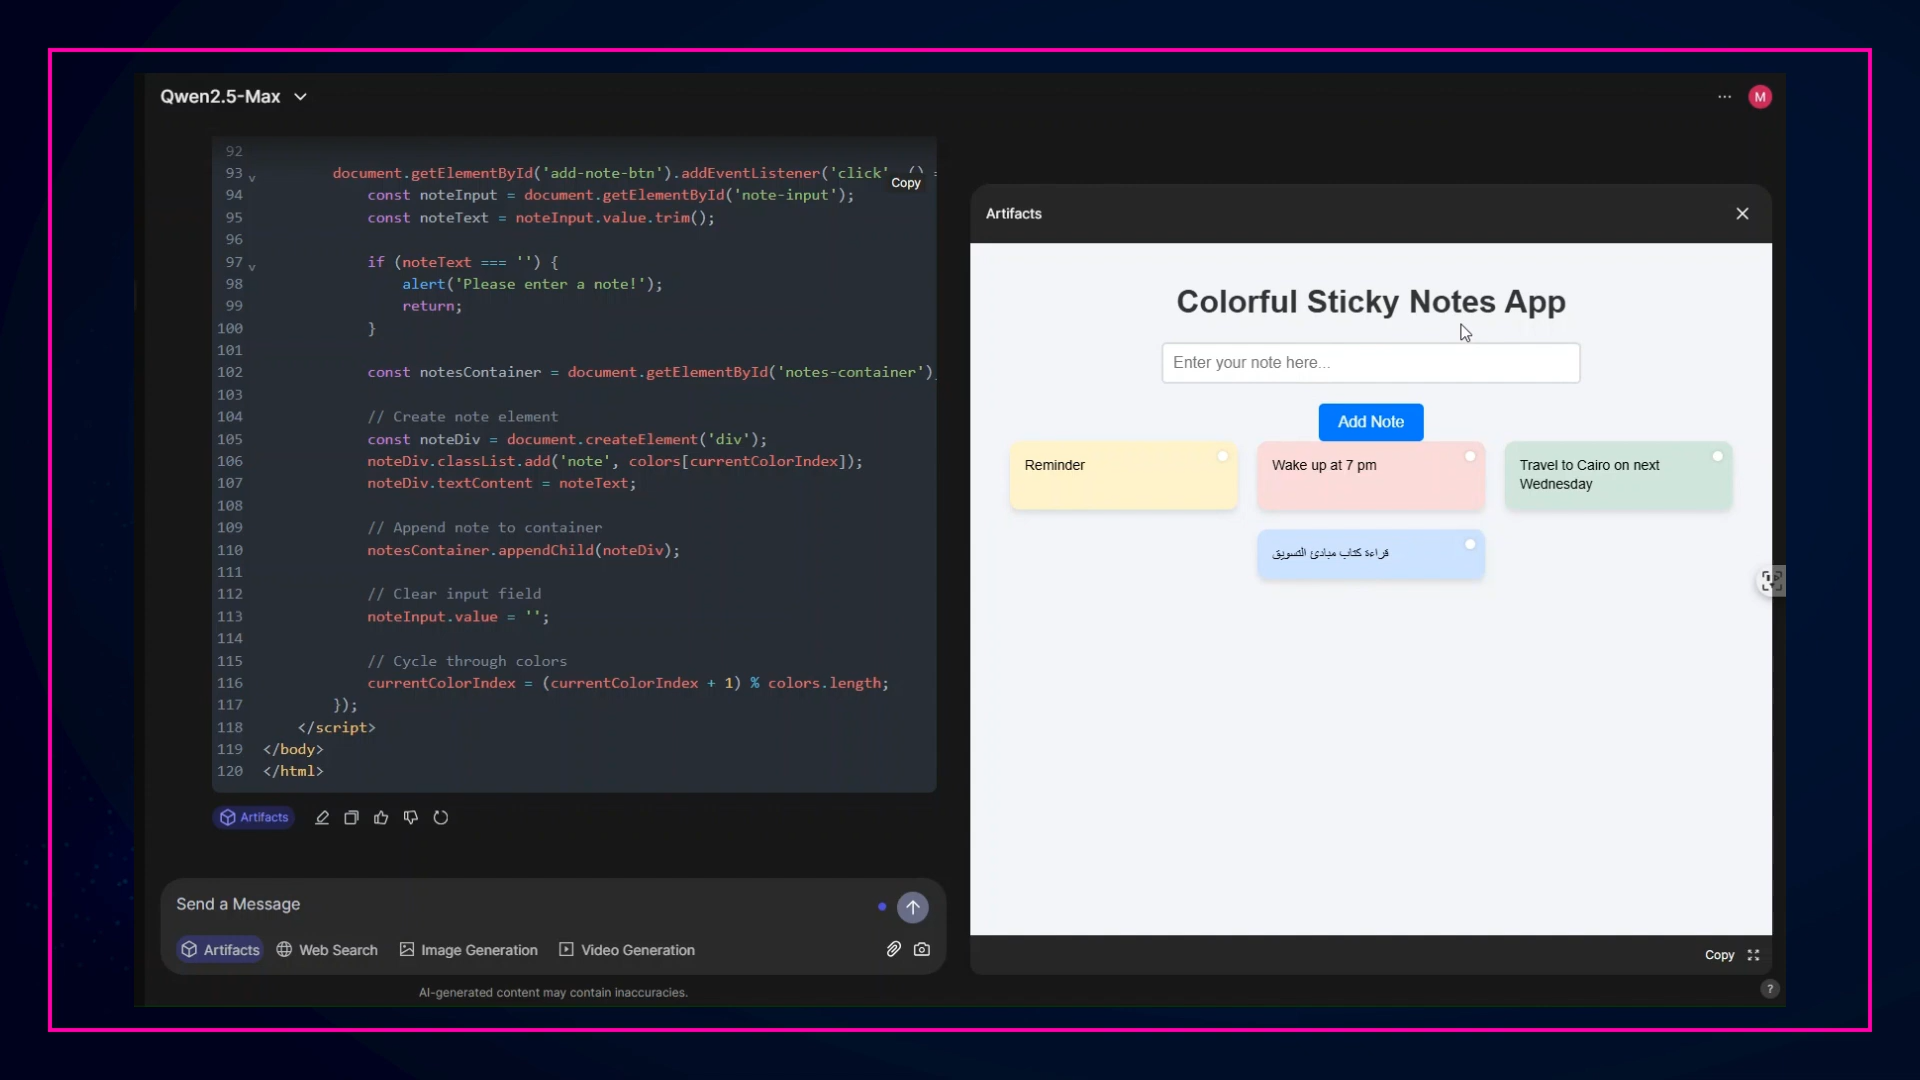 Qwen2.5-Max
M
92
93 document.getElementById('add-note-btn').addEventListener('click', () =
Copy
94 const noteInput = document.getElementById('note-input');
95 const noteText = noteInput.value.trim();
96
97 if (noteText === '') {
98 alert('Please enter a note!');
99 return;
100 }
101
102 const notesContainer = document.getElementById('notes-container')
103
104 // Create note element
105 const noteDiv = document.createElement('div');
106 noteDiv.classList.add('note', colors[currentColorIndex]);
107 noteDiv.textContent = noteText;
108
109 // Append note to container
110 notesContainer.appendChild(noteDiv);
111
112 // Clear input field
113 noteInput.value = '';
114
115 // Cycle through colors
116 currentColorIndex = (currentColorIndex + 1) % colors.length;
117 });
118 </script>
119 </body>
120 </html>
Artifacts
Send a Message
Artifacts Web Search Image Generation Video Generation
AI-generated content may contain inaccuracies.
Artifacts
Colorful Sticky Notes App
Enter your note here...
Add Note
Reminder
Wake up at 7 pm
Travel to Cairo on next
Wednesday
قراءة كتاب مبادئ التسويق
Copy
?